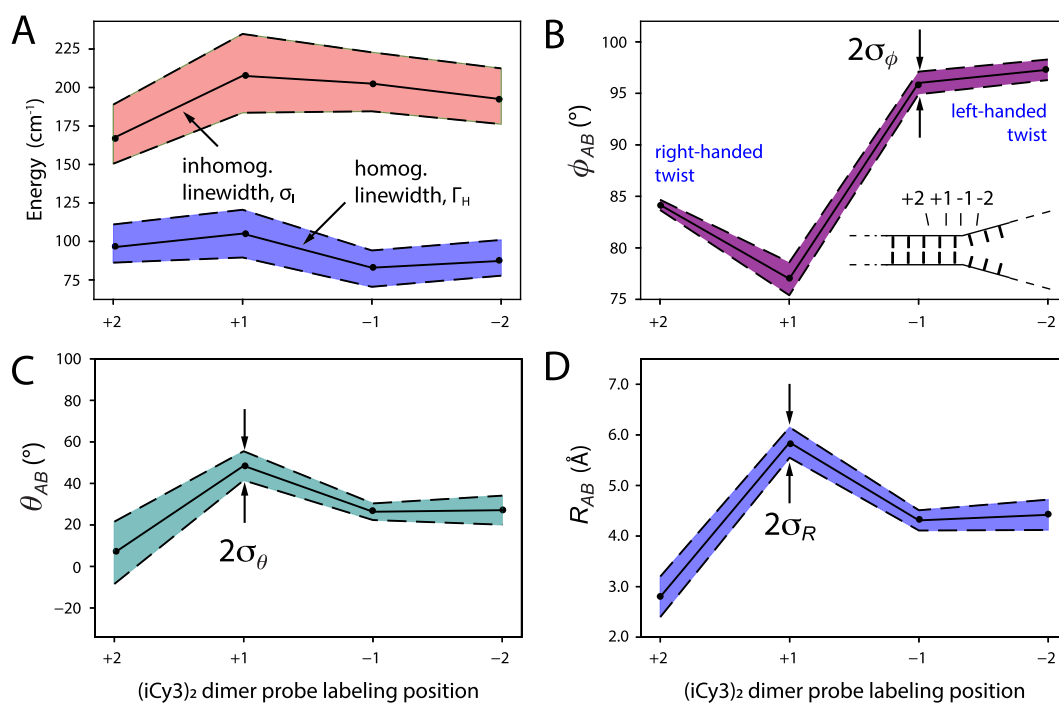 A
Energy (cm⁻¹)
225
200
175
150
125
100
75
inhomog.
linewidth, σI
homog.
linewidth, ΓH
+2
+1
−1
−2
B
ϕAB (°)
95
90
85
80
75
2σϕ
right-handed
twist
left-handed
twist
+2 +1 -1 -2
+2
+1
−1
−2
C
θAB (°)
100
80
60
40
20
0
−20
2σθ
+2
+1
−1
−2
(iCy3)₂ dimer probe labeling position
D
RAB (Å)
7.0
6.0
5.0
4.0
3.0
2.0
2σR
+2
+1
−1
−2
(iCy3)₂ dimer probe labeling position